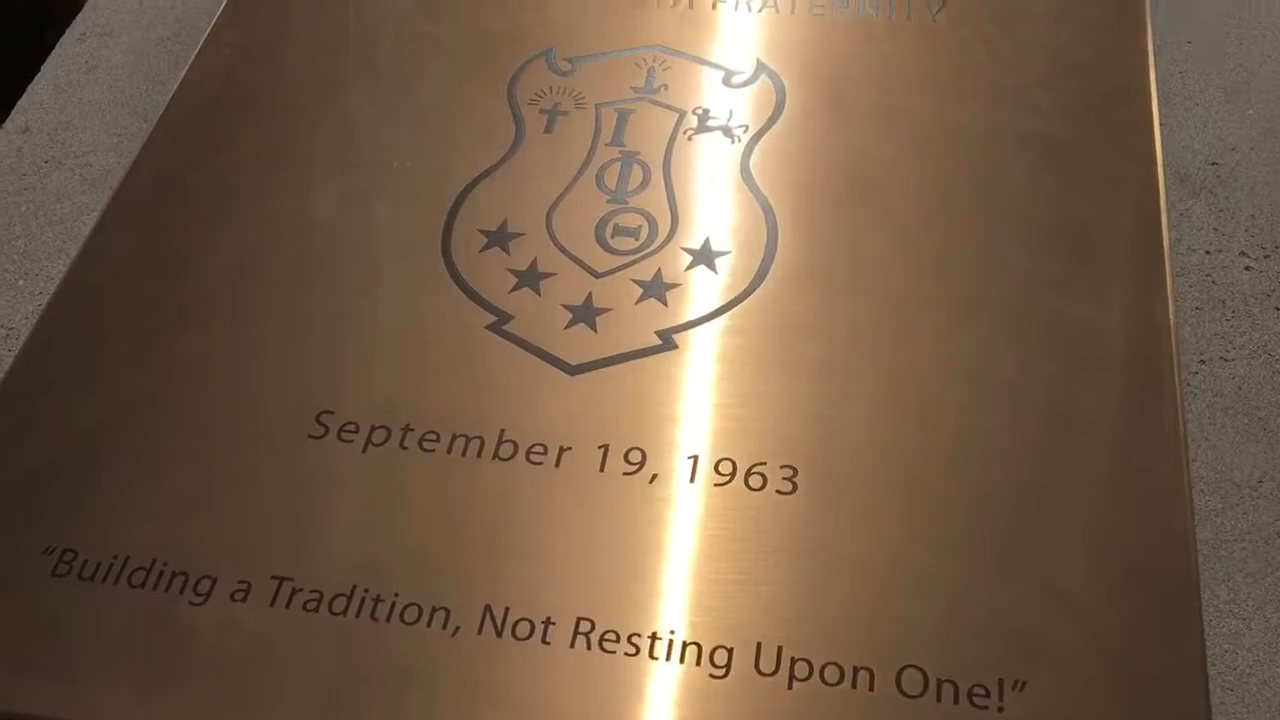 FRATERNITY
Ι
Φ
Θ
September 19, 1963
“Building a Tradition, Not Resting Upon One!”